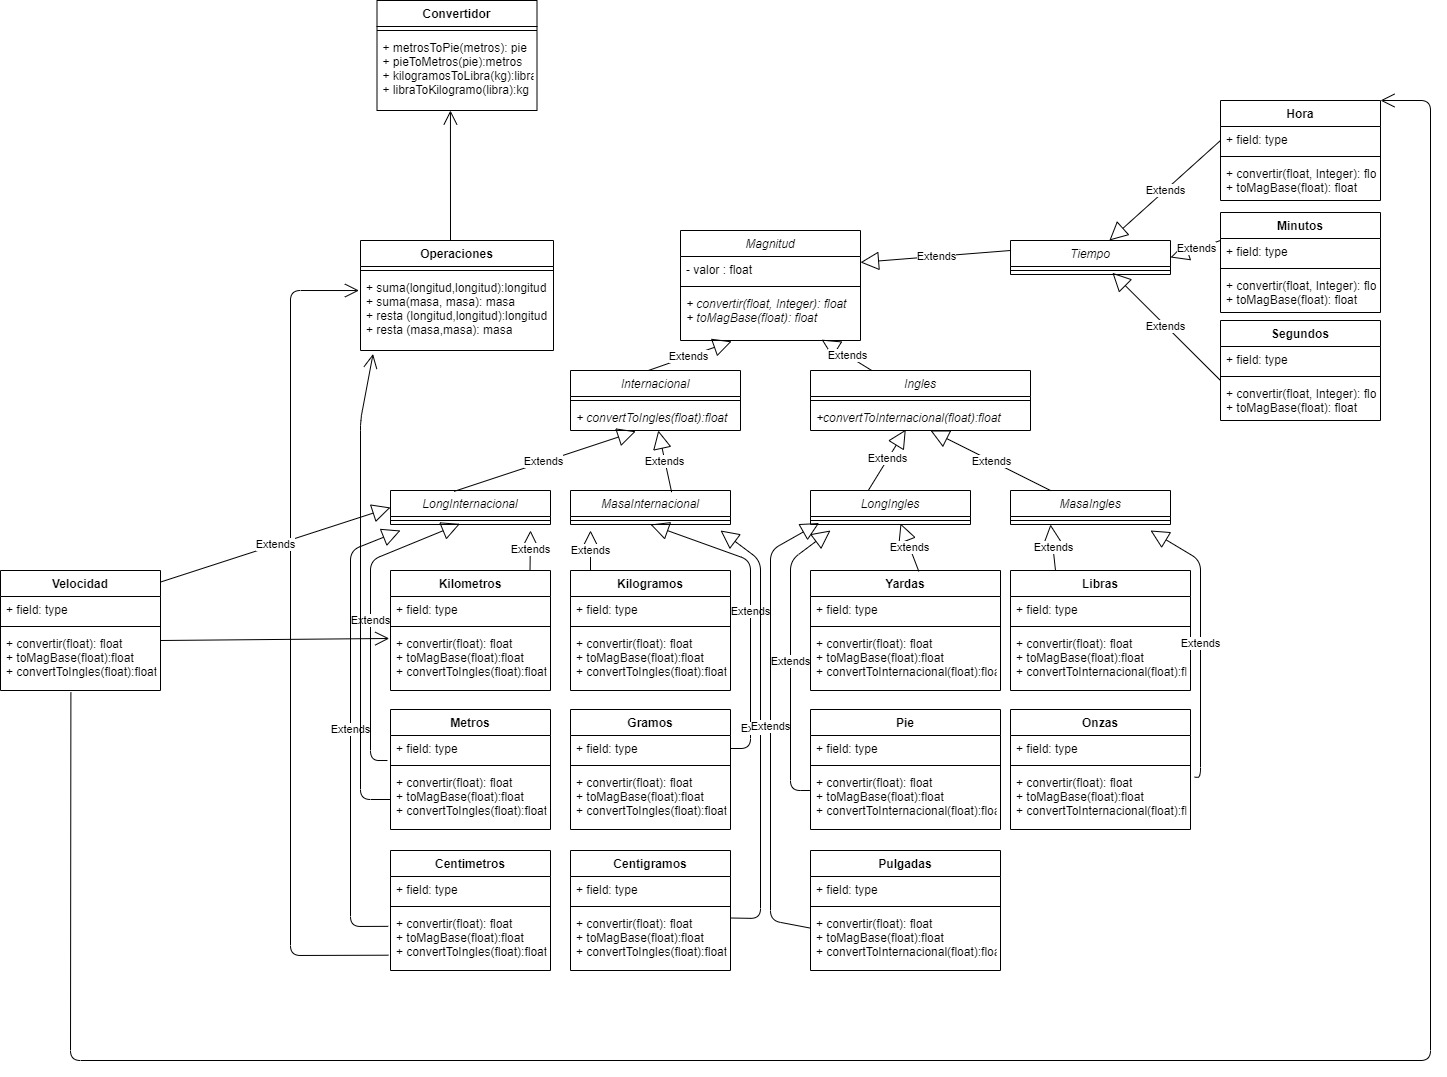 Convertidor
+ metrosToPie(metros): pie
+ pieToMetros(pie):metros
+ kilogramosToLibra(kg):libra
+ libraToKilogramo(libra):kg
Operaciones
+ suma(longitud,longitud):longitud
+ suma(masa, masa): masa
+ resta (longitud,longitud):longitud
+ resta (masa,masa): masa
Magnitud
- valor : float
+ convertir(float, Integer): float
+ toMagBase(float): float
Extends
Tiempo
Extends
Extends
Extends
Hora
+ field: type
+ convertir(float, Integer): flo
+ toMagBase(float): float
Minutos
+ field: type
+ convertir(float, Integer): flo
+ toMagBase(float): float
Segundos
+ field: type
+ convertir(float, Integer): flo
+ toMagBase(float): float
Extends
Extends
Internacional
+ convertToIngles(float):float
Ingles
+convertToInternacional(float):float
Extends
Extends
Extends
Extends
LongInternacional
MasaInternacional
LongIngles
MasaIngles
Extends
Extends
Extends
Extends
Extends
Velocidad
+ field: type
+ convertir(float): float
+ toMagBase(float):float
+ convertToIngles(float):float
Kilometros
+ field: type
+ convertir(float): float
+ toMagBase(float):float
+ convertToIngles(float):float
Kilogramos
+ field: type
+ convertir(float): float
+ toMagBase(float):float
+ convertToIngles(float):float
Yardas
+ field: type
+ convertir(float): float
+ toMagBase(float):float
+ convertToInternacional(float):floa
Libras
+ field: type
+ convertir(float): float
+ toMagBase(float):float
+ convertToInternacional(float):fl
Extends
Extends
Extends
Extends
Extends
Extends
Extends
Metros
+ field: type
+ convertir(float): float
+ toMagBase(float):float
+ convertToIngles(float):float
Gramos
+ field: type
+ convertir(float): float
+ toMagBase(float):float
+ convertToIngles(float):float
Pie
+ field: type
+ convertir(float): float
+ toMagBase(float):float
+ convertToInternacional(float):floa
Onzas
+ field: type
+ convertir(float): float
+ toMagBase(float):float
+ convertToInternacional(float):fl
Centimetros
+ field: type
+ convertir(float): float
+ toMagBase(float):float
+ convertToIngles(float):float
Centigramos
+ field: type
+ convertir(float): float
+ toMagBase(float):float
+ convertToIngles(float):float
Pulgadas
+ field: type
+ convertir(float): float
+ toMagBase(float):float
+ convertToInternacional(float):floa